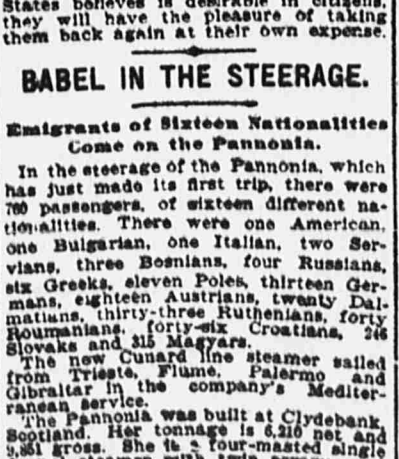 States believes is desirable in citizens,
they will have the pleasure of taking
them back again at their own expense.
BABEL IN THE STEERAGE.
Emigrants of Sixteen Nationalities
Come on the Pannonia.
In the steerage of the Pannonia, which
has just made its first trip, there were
760 passengers, of sixteen different na-
tionalities. There were one American,
one Bulgarian, one Italian, two Ser-
vians, three Bosnians, four Russians,
six Greeks, eleven Poles, thirteen Ger-
mans, eighteen Austrians, twenty Dal-
matians, thirty-three Ruthenians, forty
Roumanians, forty-six Croatians, 246
Slovaks and 315 Magyars.
The new Cunard line steamer sailed
from Trieste, Fiume, Palermo and
Gibraltar in the company's Mediter-
ranean service.
The Pannonia was built at Clydebank,
Scotland. Her tonnage is 6,210 net and
9,851 gross. She is a four-masted single
steamer with